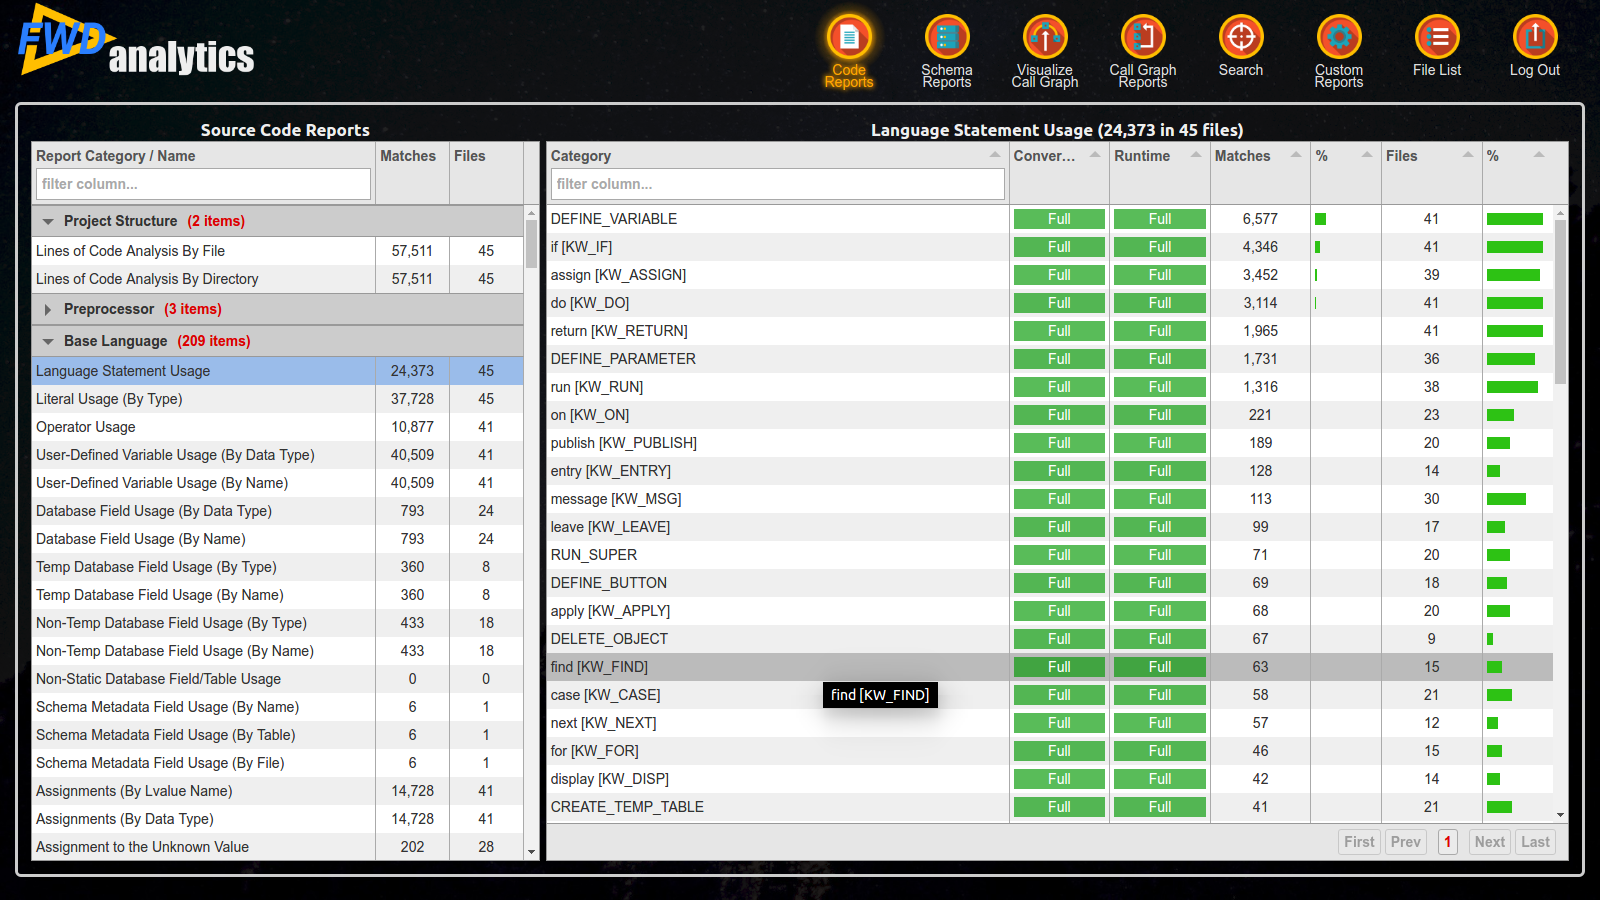 FWD analytics
Code Reports
Schema Reports
Visualize Call Graph
Call Graph Reports
Search
Custom Reports
File List
Log Out
Source Code Reports
Report Category / Name Matches Files
filter column...
Project Structure (2 items)
Lines of Code Analysis By File 57,511 45
Lines of Code Analysis By Directory 57,511 45
Preprocessor (3 items)
Base Language (209 items)
Language Statement Usage 24,373 45
Literal Usage (By Type) 37,728 45
Operator Usage 10,877 41
User-Defined Variable Usage (By Data Type) 40,509 41
User-Defined Variable Usage (By Name) 40,509 41
Database Field Usage (By Data Type) 793 24
Database Field Usage (By Name) 793 24
Temp Database Field Usage (By Type) 360 8
Temp Database Field Usage (By Name) 360 8
Non-Temp Database Field Usage (By Type) 433 18
Non-Temp Database Field Usage (By Name) 433 18
Non-Static Database Field/Table Usage 0 0
Schema Metadata Field Usage (By Name) 6 1
Schema Metadata Field Usage (By Table) 6 1
Schema Metadata Field Usage (By File) 6 1
Assignments (By Lvalue Name) 14,728 41
Assignments (By Data Type) 14,728 41
Assignment to the Unknown Value 202 28
Language Statement Usage (24,373 in 45 files)
Category Conver... Runtime Matches % Files %
filter column...
DEFINE_VARIABLE Full Full 6,577 41
if [KW_IF] Full Full 4,346 41
assign [KW_ASSIGN] Full Full 3,452 39
do [KW_DO] Full Full 3,114 41
return [KW_RETURN] Full Full 1,965 41
DEFINE_PARAMETER Full Full 1,731 36
run [KW_RUN] Full Full 1,316 38
on [KW_ON] Full Full 221 23
publish [KW_PUBLISH] Full Full 189 20
entry [KW_ENTRY] Full Full 128 14
message [KW_MSG] Full Full 113 30
leave [KW_LEAVE] Full Full 99 17
RUN_SUPER Full Full 71 20
DEFINE_BUTTON Full Full 69 18
apply [KW_APPLY] Full Full 68 20
DELETE_OBJECT Full Full 67 9
find [KW_FIND] Full Full 63 15
find [KW_FIND]
case [KW_CASE] Full Full 58 21
next [KW_NEXT] Full Full 57 12
for [KW_FOR] Full Full 46 15
display [KW_DISP] Full Full 42 14
CREATE_TEMP_TABLE Full Full 41 21
First Prev 1 Next Last